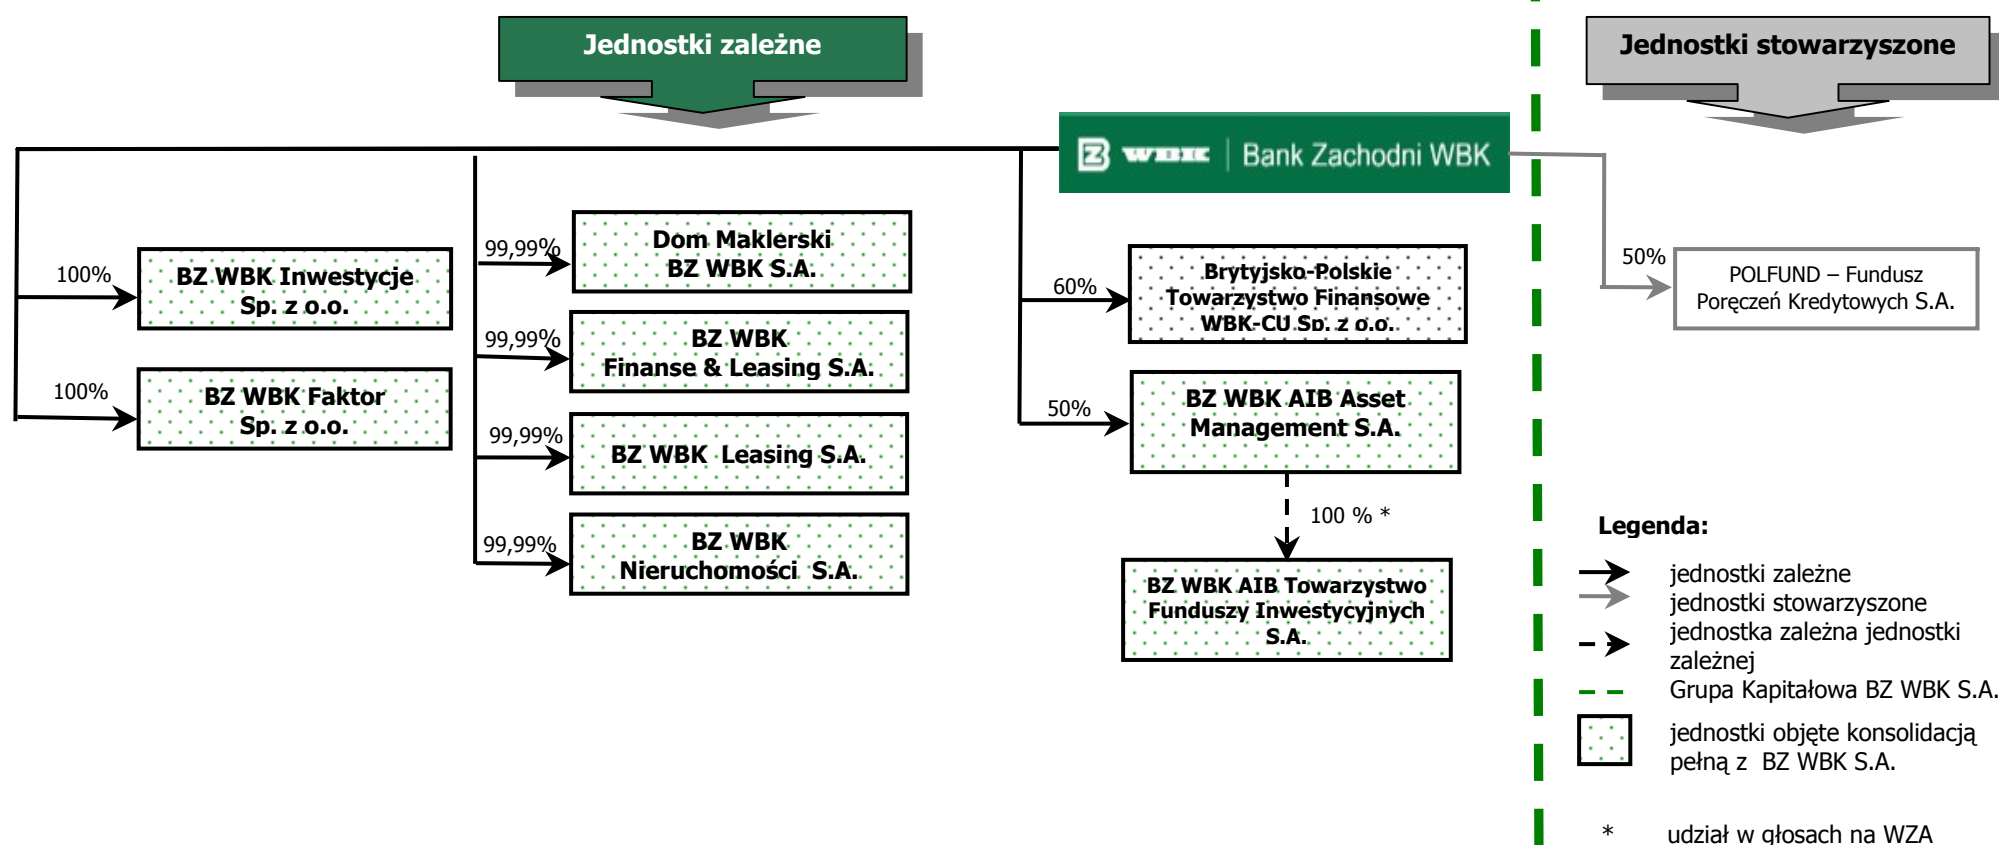 Jednostki zależne
Jednostki stowarzyszone
Z WBK | Bank Zachodni WBK
100%
BZ WBK Inwestycje
Sp. z o.o.
100%
BZ WBK Faktor
Sp. z o.o.
99,99%
Dom Maklerski
BZ WBK S.A.
99,99%
BZ WBK
Finanse & Leasing S.A.
99,99%
BZ WBK Leasing S.A.
99,99%
BZ WBK
Nieruchomości S.A.
60%
Brytyjsko-Polskie
Towarzystwo Finansowe
WBK-CU Sp. z o.o.
50%
BZ WBK AIB Asset
Management S.A.
100 % *
BZ WBK AIB Towarzystwo
Funduszy Inwestycyjnych
S.A.
50%
POLFUND – Fundusz
Poręczeń Kredytowych S.A.
Legenda:
jednostki zależne
jednostki stowarzyszone
jednostka zależna jednostki
zależnej
Grupa Kapitałowa BZ WBK S.A.
jednostki objęte konsolidacją
pełną z BZ WBK S.A.
* udział w głosach na WZA